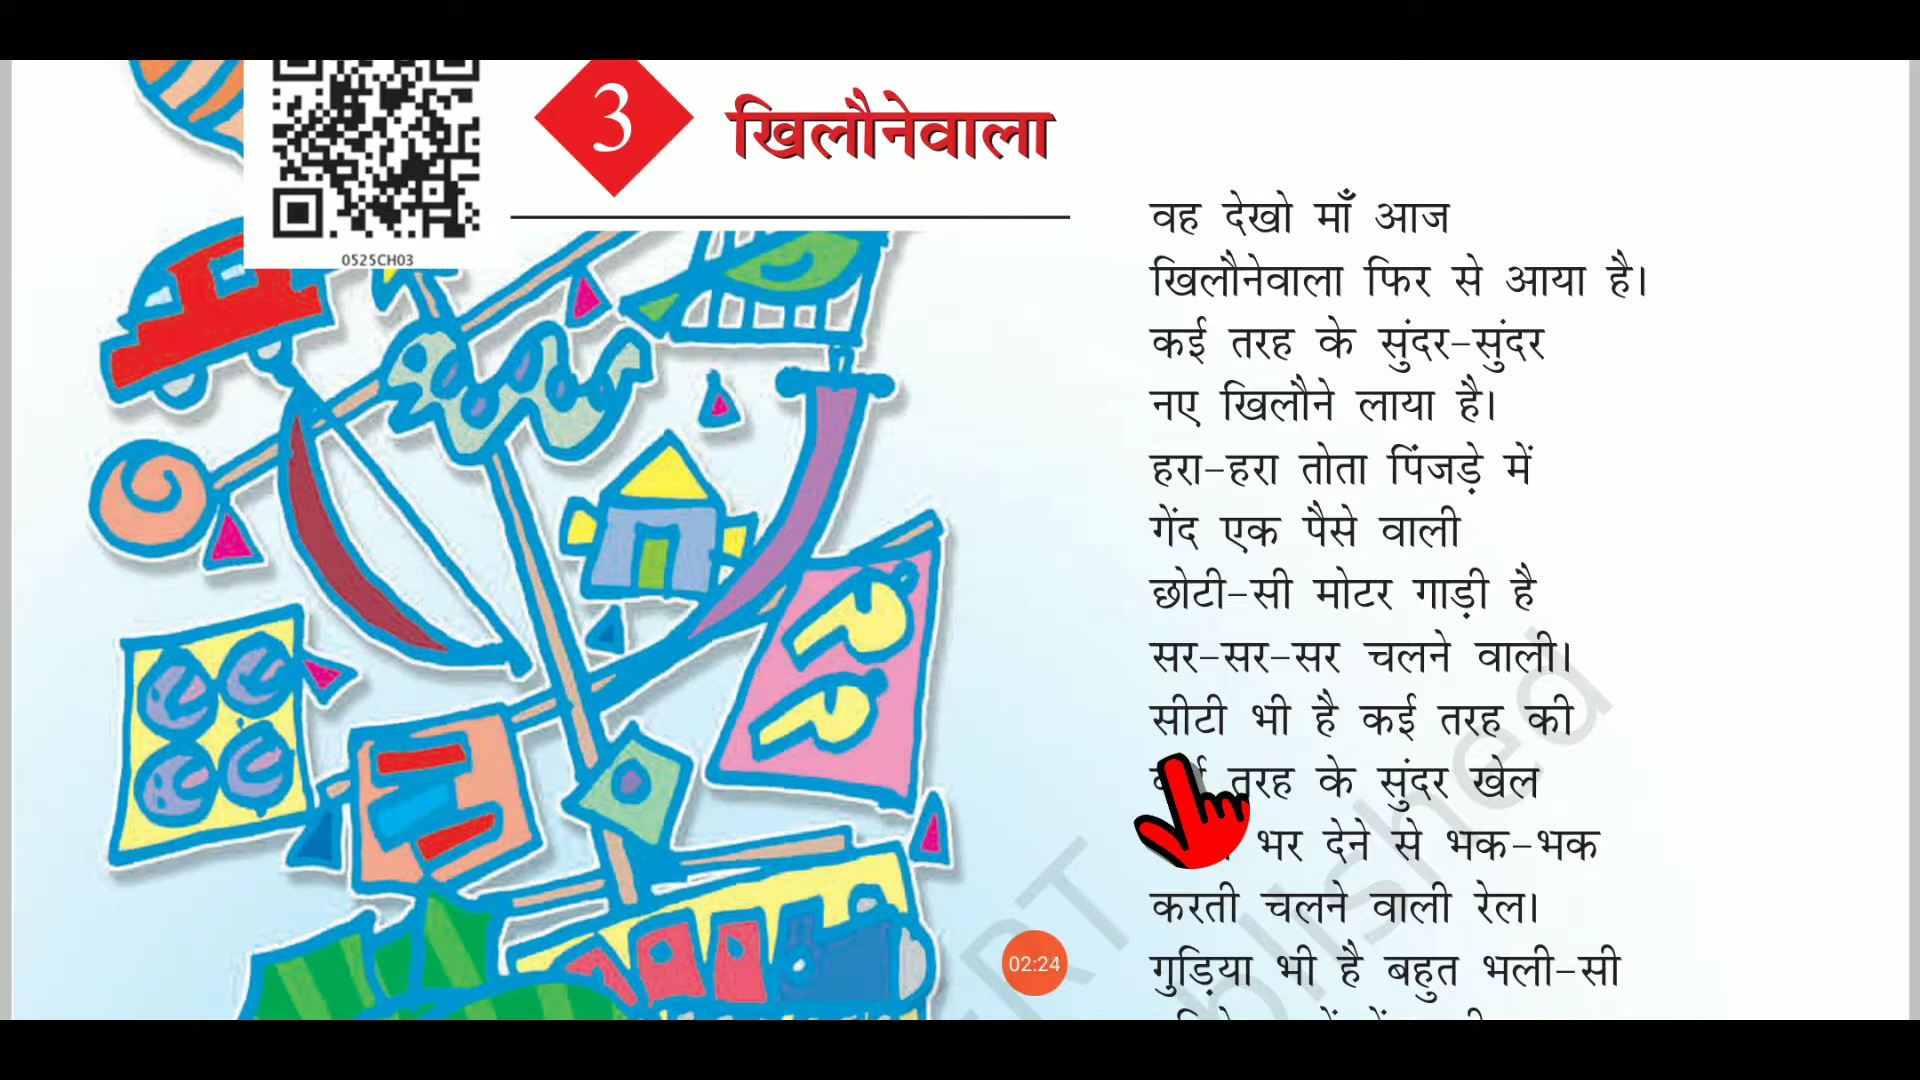 3 खिलौनेवाला
0525CH03
वह देखो माँ आज
खिलौनेवाला फिर से आया है।
कई तरह के सुंदर-सुंदर
नए खिलौने लाया है।
हरा-हरा तोता पिंजड़े में
गेंद एक पैसे वाली
छोटी-सी मोटर गाड़ी है
सर-सर-सर चलने वाली।
सीटी भी है कई तरह की
तरह के सुंदर खेल
भर देने से भक-भक
करती चलने वाली रेल।
गुड़िया भी है बहुत भली-सी
02:24
blished